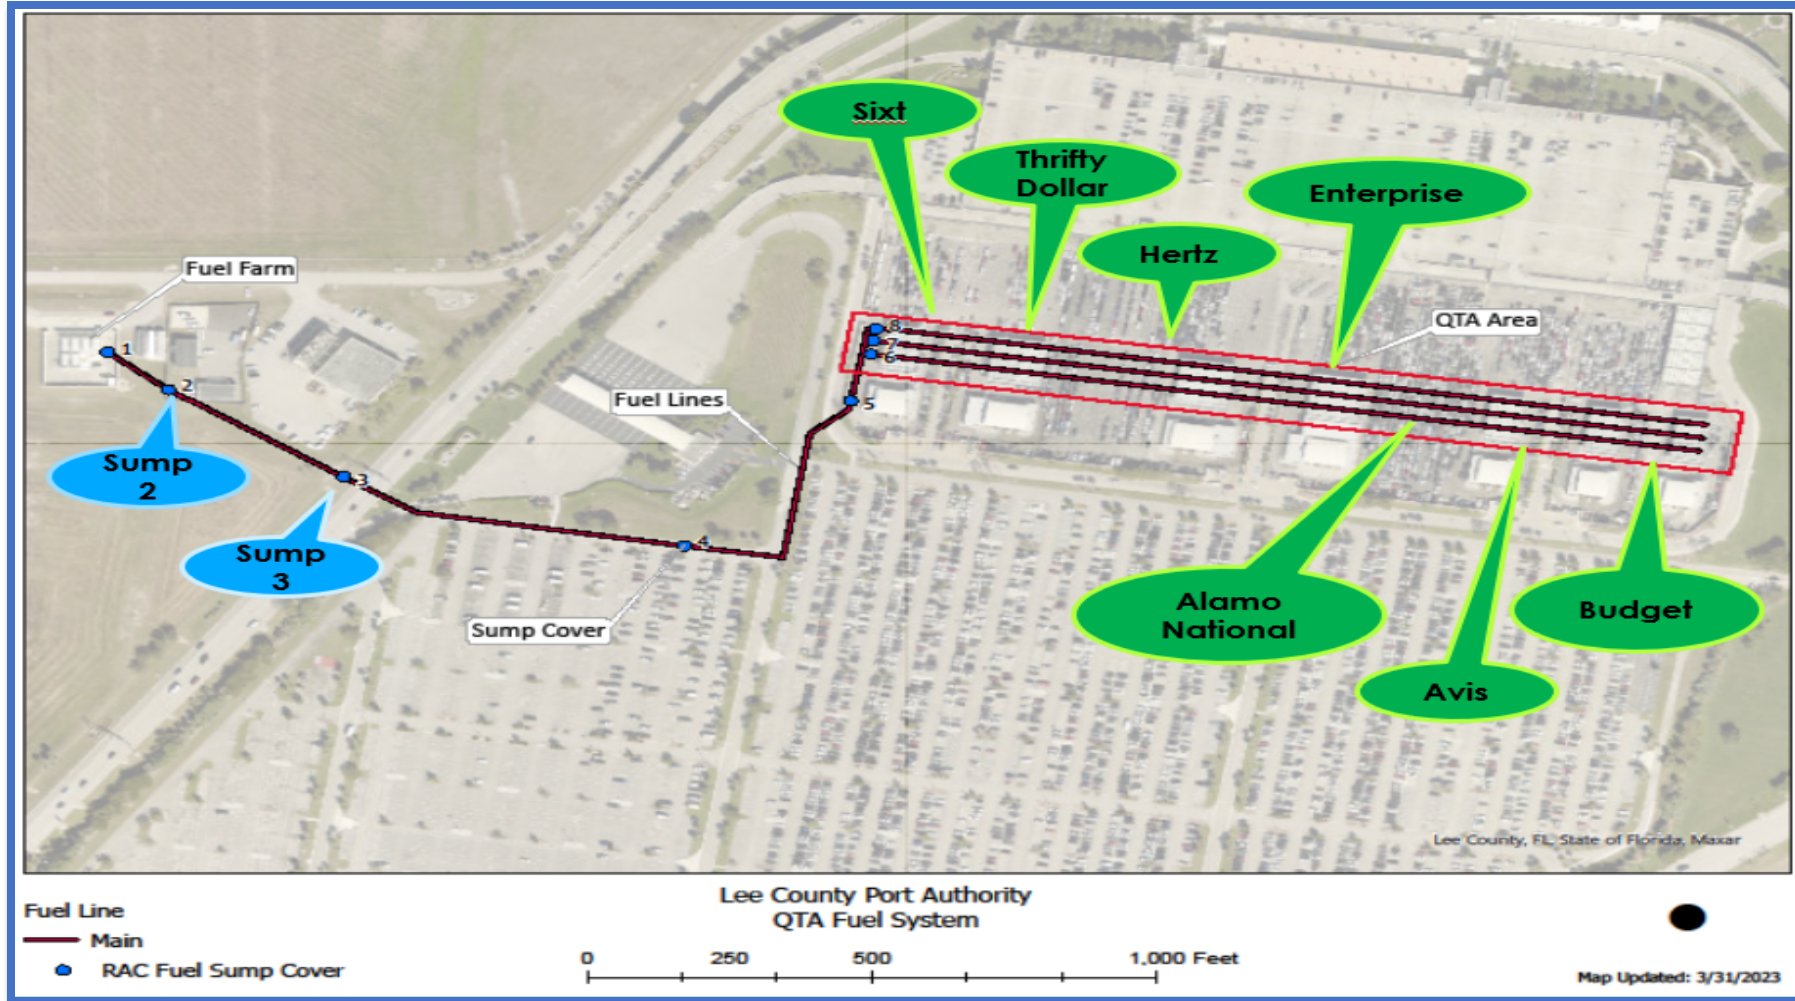 Sixt
Thrifty
Dollar
Enterprise
Hertz
Fuel Farm
QTA Area
1
2
3
4
5
6
7
8
Fuel Lines
Sump
2
Sump
3
Sump Cover
Alamo
National
Budget
Avis
Lee County, FL, State of Florida, Maxar
Lee County Port Authority
QTA Fuel System
Fuel Line
Main
RAC Fuel Sump Cover
0 250 500 1,000 Feet
Map Updated: 3/31/2023